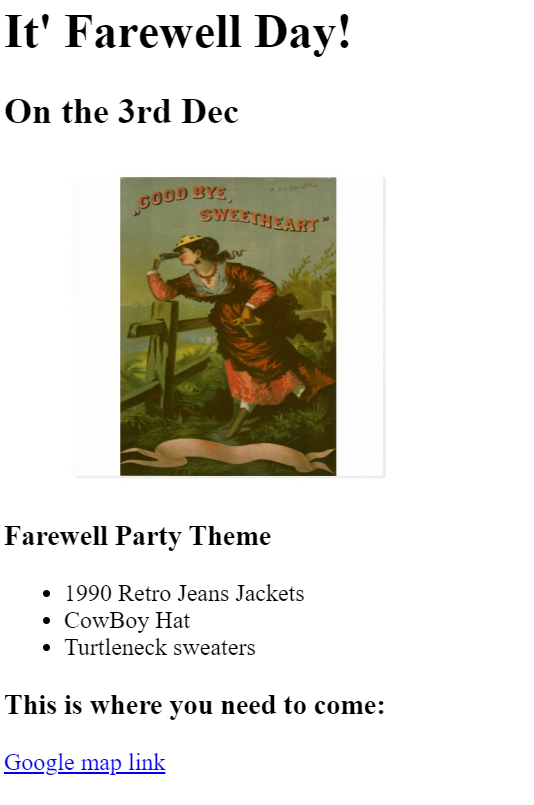 It' Farewell Day!
On the 3rd Dec
„GOOD BYE,
SWEETHEART”
Farewell Party Theme
1990 Retro Jeans Jackets
CowBoy Hat
Turtleneck sweaters
This is where you need to come:
Google map link